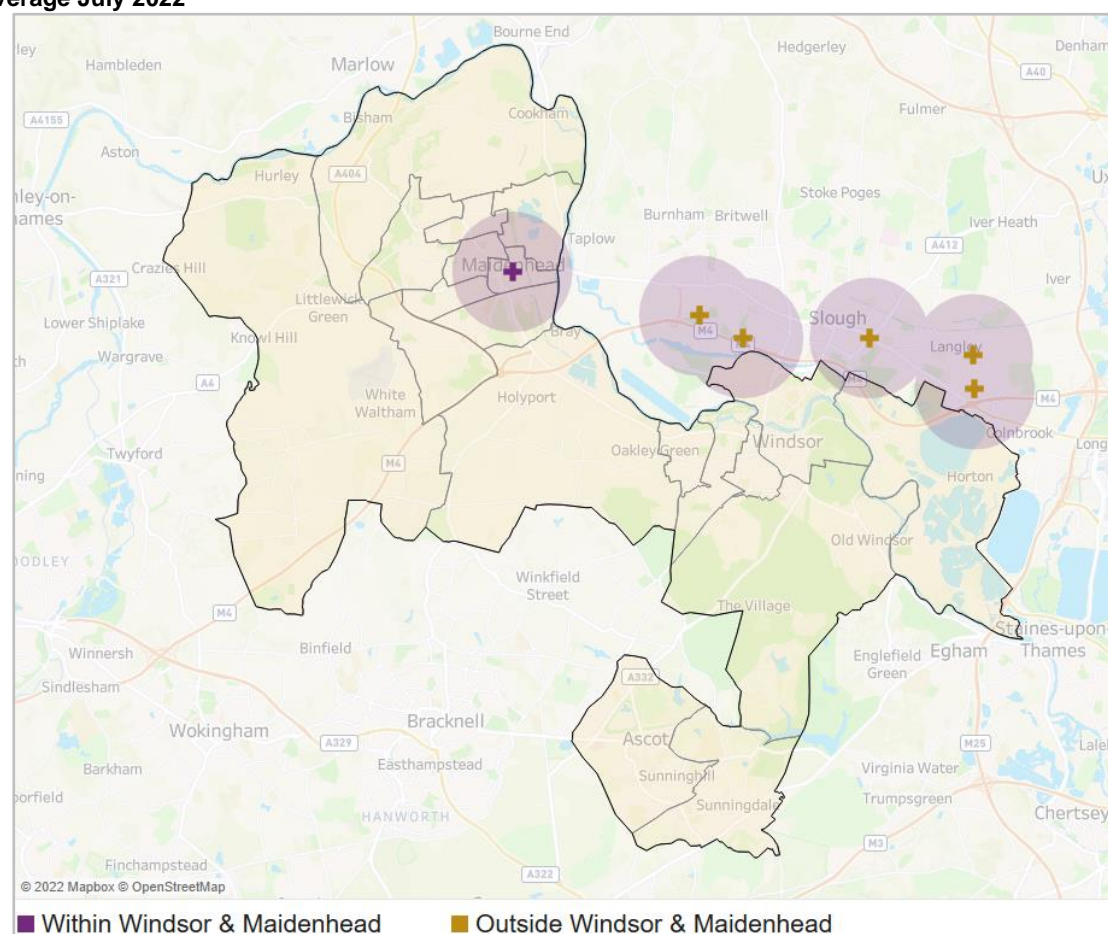 verage July 2022
Bourne End
Hedgerley
Denham
ley
Hambleden
Marlow
A40
A4155
Bisham
Cookham
Fulmer
Aston
Hurley
A404
Ux
nley-on-
ames
Stoke Poges
Burnham Britwell
Iver Heath
Taplow
A412
Crazies Hill
Maidenhead
A321
Iver
Littlewick
Green
Slough
Lower Shiplake
Knowl Hill
Bray
M4
Langley
Wargrave
A4
M4
White
Waltham
Holyport
Colnbrook
Windsor
Oakley Green
Long
Twyford
M4
Horton
ning
Old Windsor
OODLEY
Winkfield
Street
The Village
M4
Staines-upon-
Thames
Binfield
Egham
Winnersh
Englefield
Green
A332
Sindlesham
Bracknell
Wokingham
Ascot
A329
M25
Lalel
Easthampstead
Barkham
Sunninghill
Virginia Water
Trumpsgreen
orfield
Sunningdale
Chertsey
HANWORTH
M3
Finchampstead
A322
© 2022 Mapbox © OpenStreetMap
Within Windsor & Maidenhead
Outside Windsor & Maidenhead